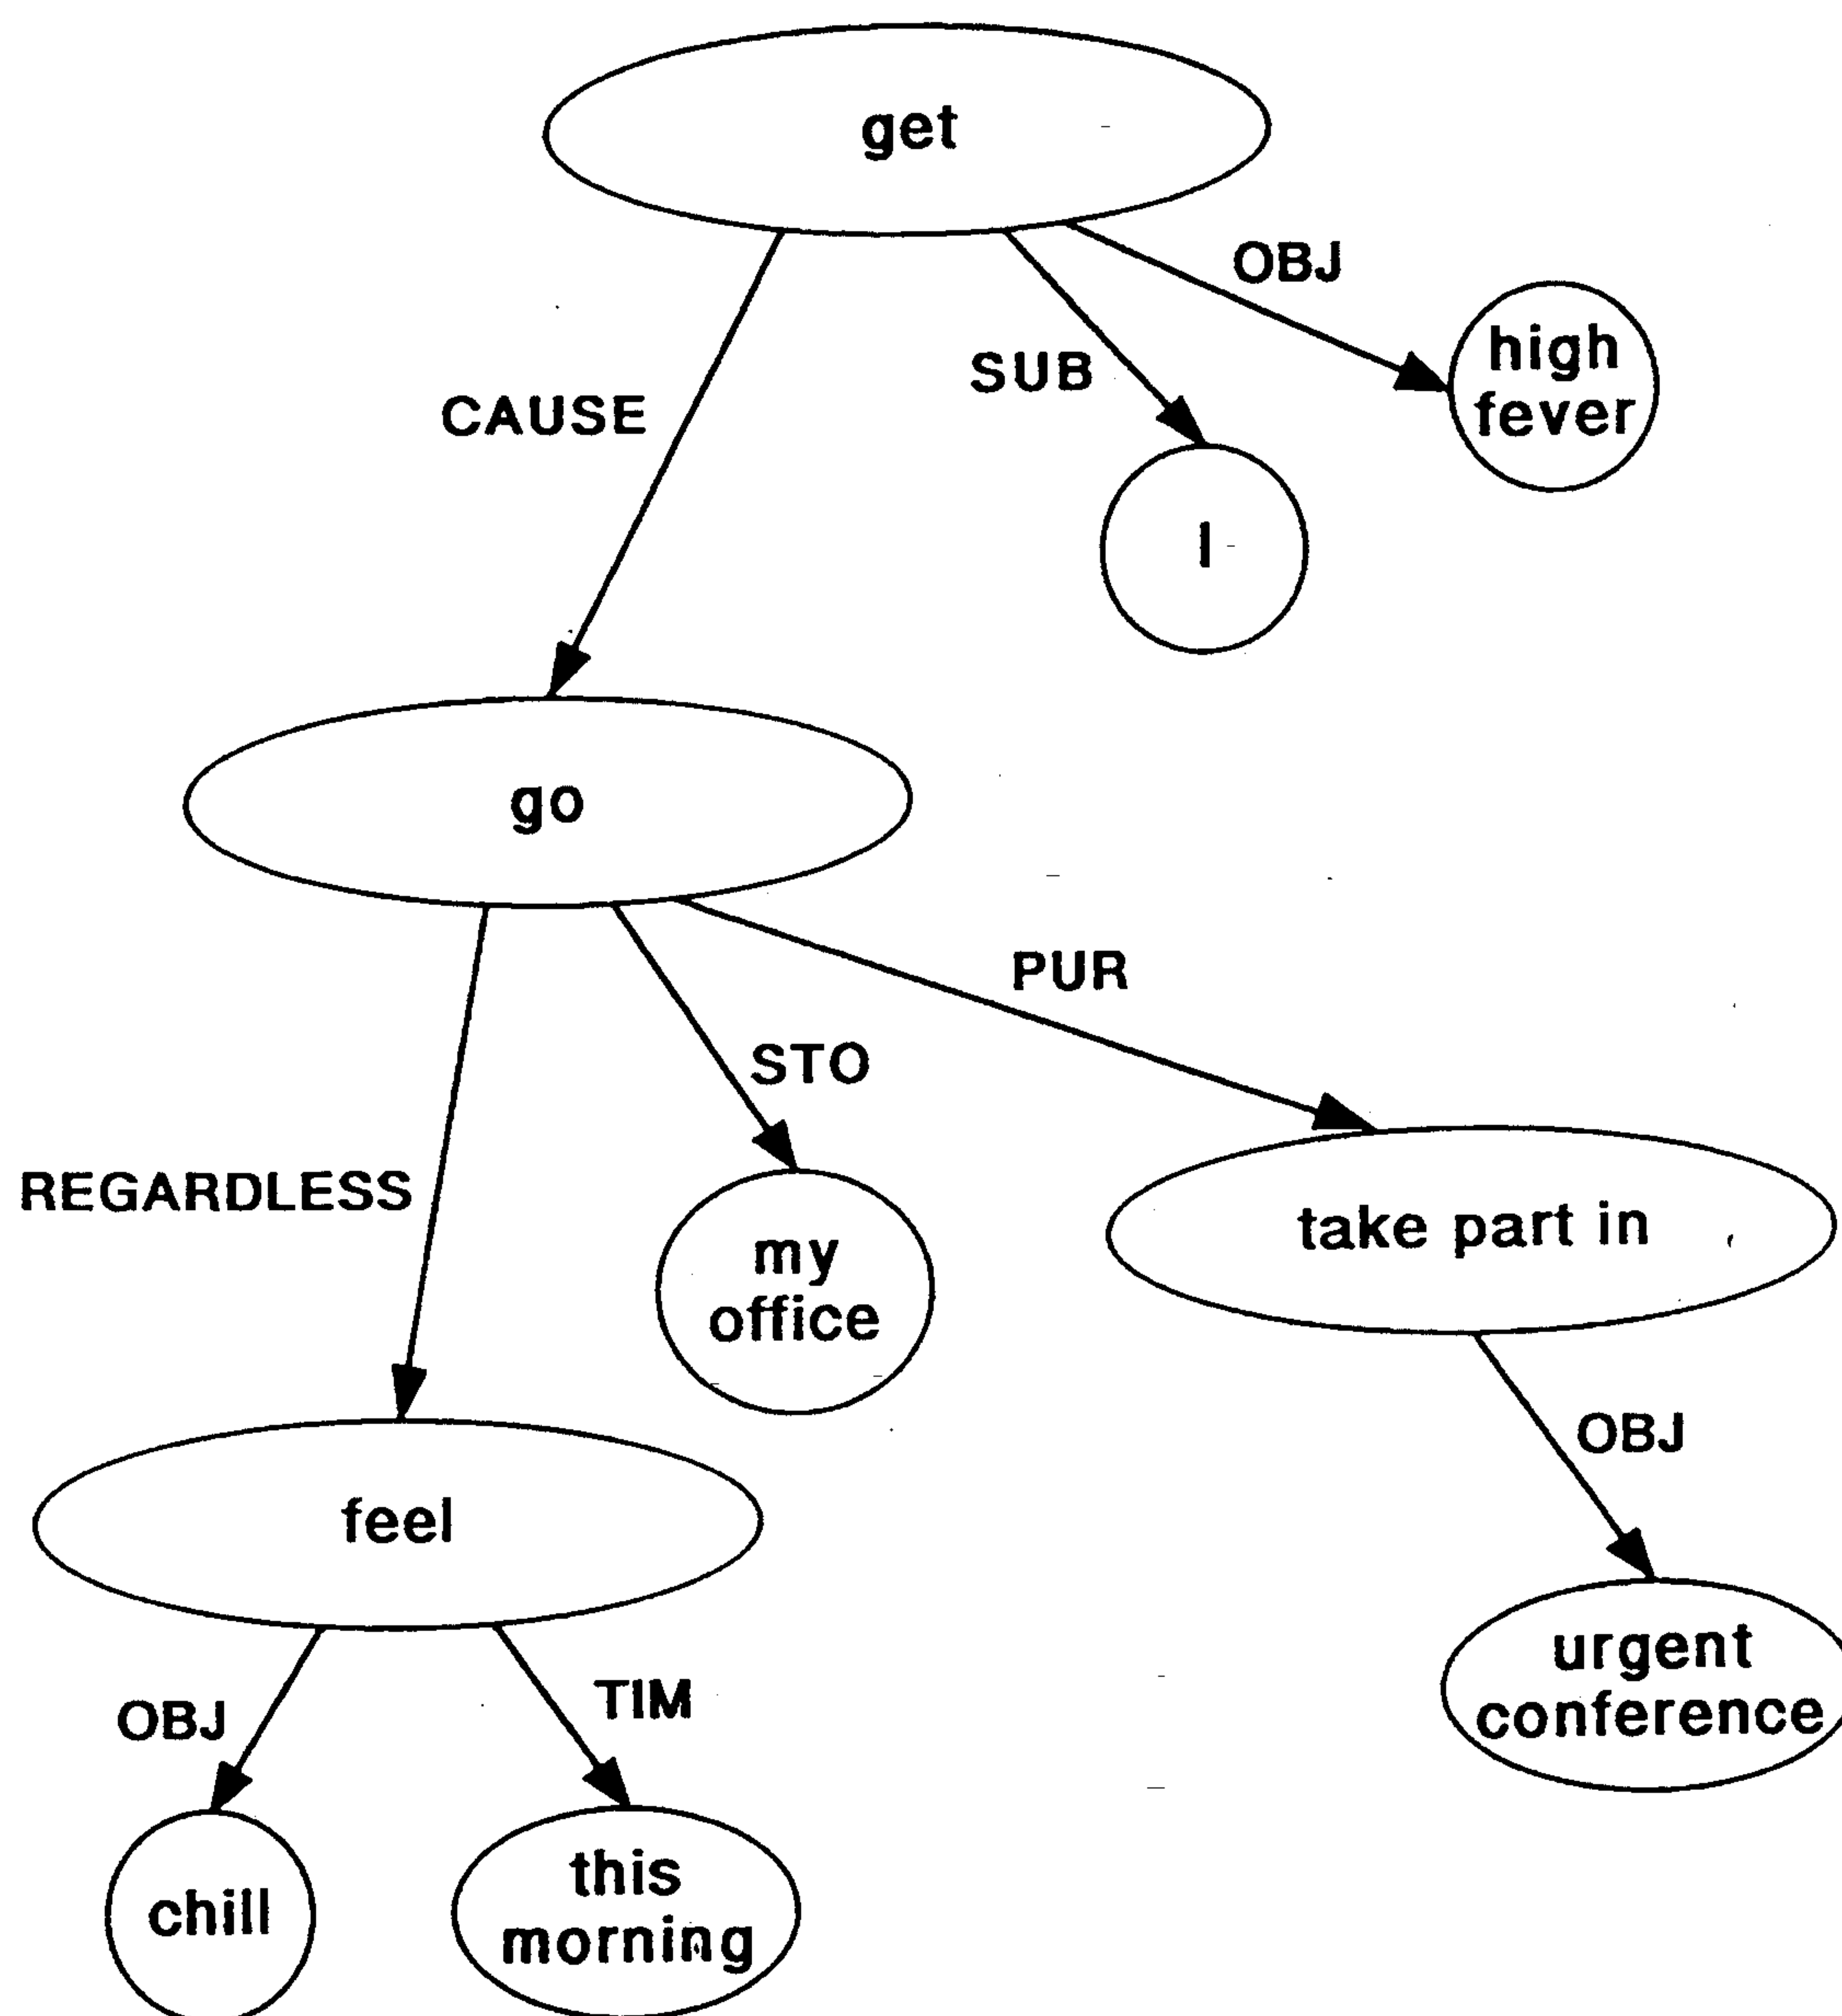 get
OBJ
high
fever
SUB
CAUSE
I
go
PUR
STO
REGARDLESS
my
office
take part in
OBJ
feel
urgent
conference
OBJ
TIM
chill
this
morning